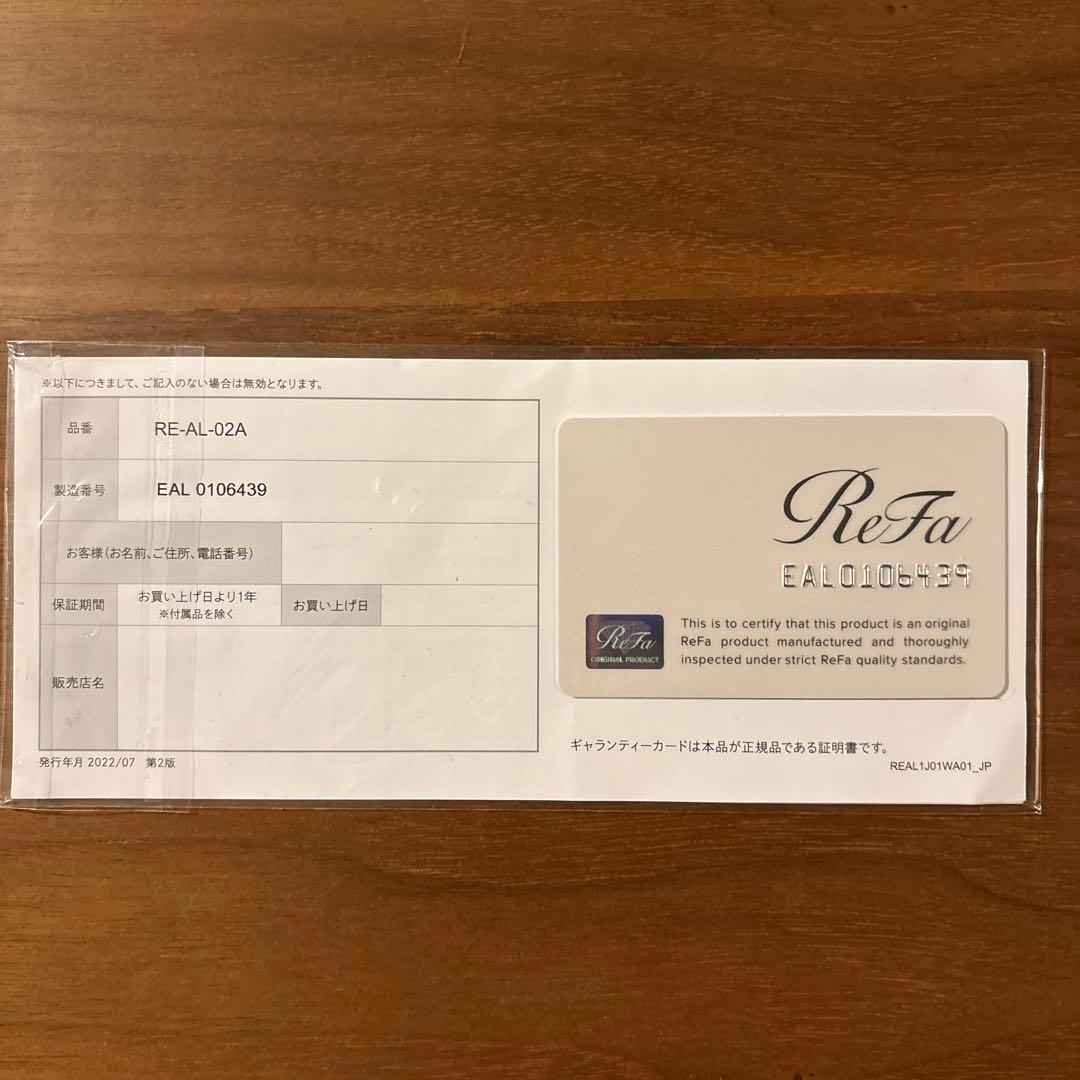 ※以下につきまして、ご記入のない場合は無効となります。
品番 RE-AL-02A
製造番号 EAL 0106439
お客様(お名前、ご住所、電話番号)
保証期間 お買い上げ日より1年 お買い上げ日
※付属品を除く
販売店名
発行年月 2022/07 第2版
ReFa
EAL0106439
ReFa
ORIGINAL PRODUCT
This is to certify that this product is an original
ReFa product manufactured and thoroughly
inspected under strict ReFa quality standards.
ギャランティーカードは本品が正規品である証明書です。
REAL1J01WA01_JP